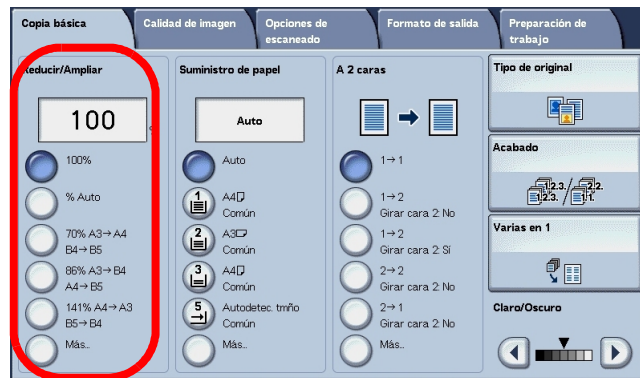 Copia básica
Calidad de imagen
Opciones de
escaneado
Formato de salida
Preparación de
trabajo
Reducir/Ampliar
100
100%
% Auto
70% A3→A4
B4→B5
86% A3→B4
A4→B5
141% A4→A3
B5→B4
Más...
Suministro de papel
Auto
Auto
1
A4
Común
2
A3
Común
3
A4
Común
5
Autodetec. tmño
Común
Más...
A 2 caras
1→1
1→2
Girar cara 2: No
1→2
Girar cara 2: Sí
2→2
Girar cara 2: No
2→1
Girar cara 2: No
Más...
Tipo de original
Acabado
1.2.3./ 2.2.
1.2.3. 1.1.
Varias en 1
Claro/Oscuro